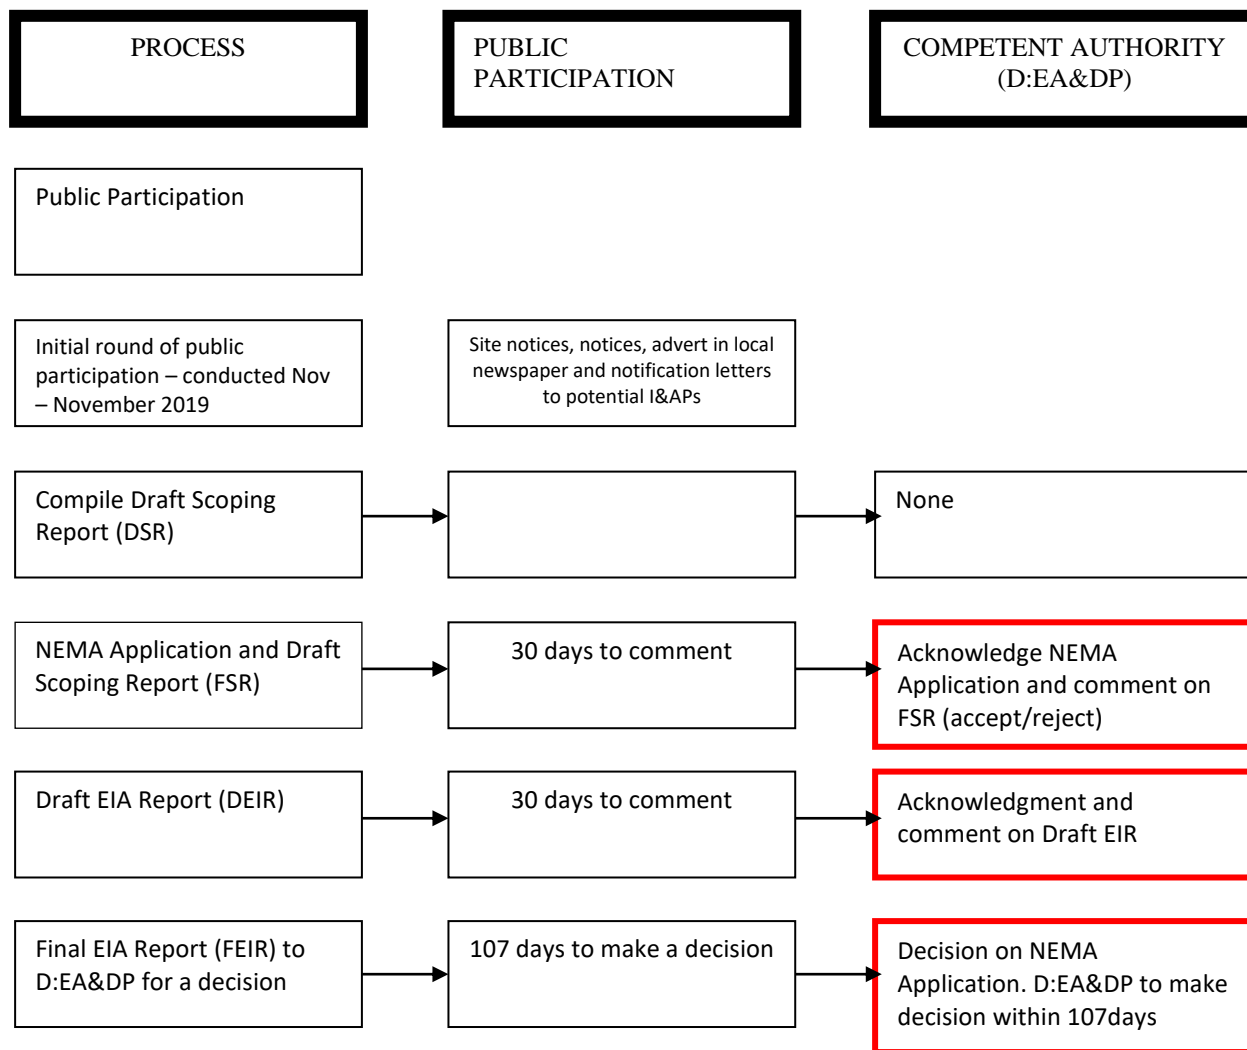 PROCESS
PUBLIC
PARTICIPATION
COMPETENT AUTHORITY
(D:EA&DP)
Public Participation
Initial round of public
participation – conducted Nov
– November 2019
Site notices, notices, advert in local
newspaper and notification letters
to potential I&APs
Compile Draft Scoping
Report (DSR)
None
NEMA Application and Draft
Scoping Report (FSR)
30 days to comment
Acknowledge NEMA
Application and comment on
FSR (accept/reject)
Draft EIA Report (DEIR)
30 days to comment
Acknowledgment and
comment on Draft EIR
Final EIA Report (FEIR) to
D:EA&DP for a decision
107 days to make a decision
Decision on NEMA
Application. D:EA&DP to make
decision within 107days